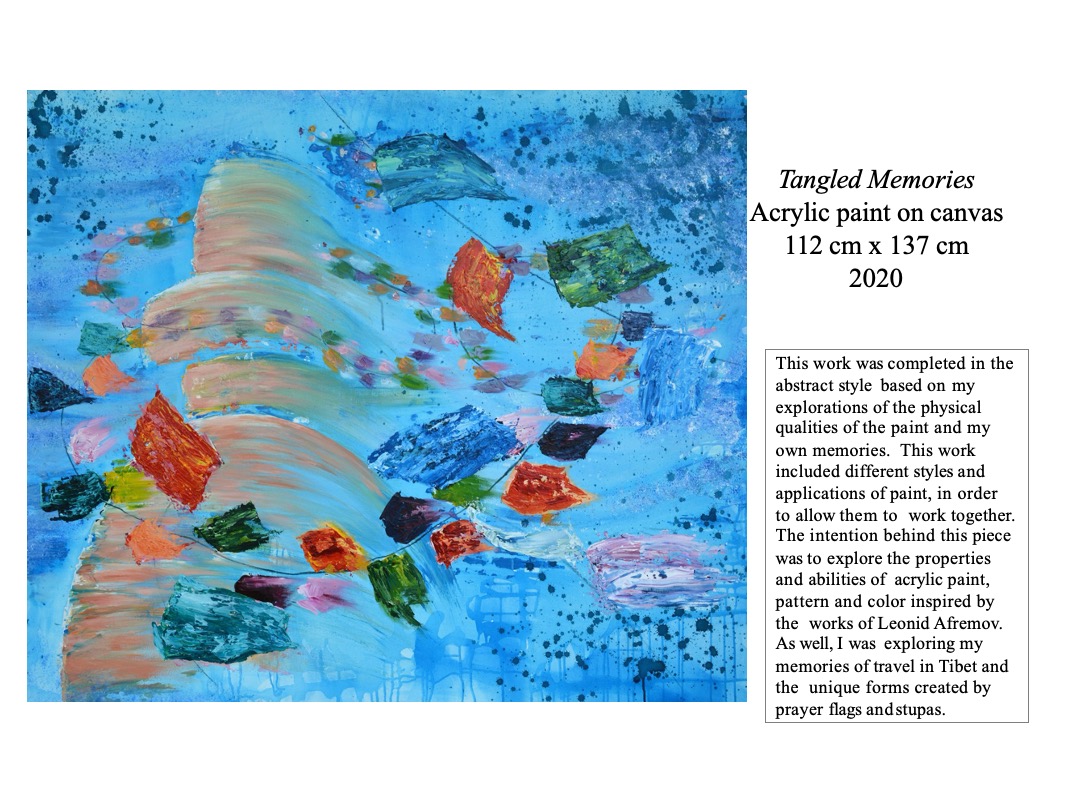 Tangled Memories
Acrylic paint on canvas
112 cm x 137 cm
2020
This work was completed in the
abstract style based on my
explorations of the physical
qualities of the paint and my
own memories. This work
included different styles and
applications of paint, in order
to allow them to work together.
The intention behind this piece
was to explore the properties
and abilities of acrylic paint,
pattern and color inspired by
the works of Leonid Afremov.
As well, I was exploring my
memories of travel in Tibet and
the unique forms created by
prayer flags and stupas.